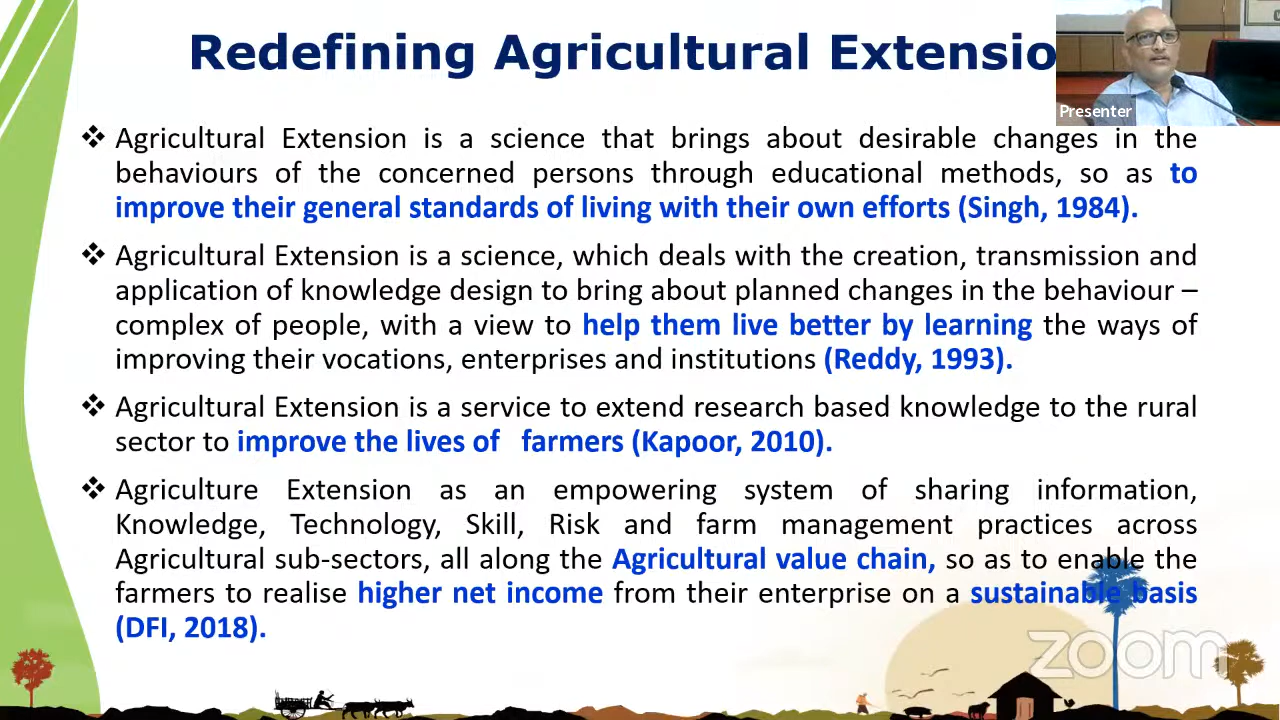 Redefining Agricultural Extensio
Presenter
❖ Agricultural Extension is a science that brings about desirable changes in the
behaviours of the concerned persons through educational methods, so as to
improve their general standards of living with their own efforts (Singh, 1984).
❖ Agricultural Extension is a science, which deals with the creation, transmission and
application of knowledge design to bring about planned changes in the behaviour –
complex of people, with a view to help them live better by learning the ways of
improving their vocations, enterprises and institutions (Reddy, 1993).
❖ Agricultural Extension is a service to extend research based knowledge to the rural
sector to improve the lives of farmers (Kapoor, 2010).
❖ Agriculture Extension as an empowering system of sharing information,
Knowledge, Technology, Skill, Risk and farm management practices across
Agricultural sub-sectors, all along the Agricultural value chain, so as to enable the
farmers to realise higher net income from their enterprise on a sustainable basis
(DFI, 2018).
zoom